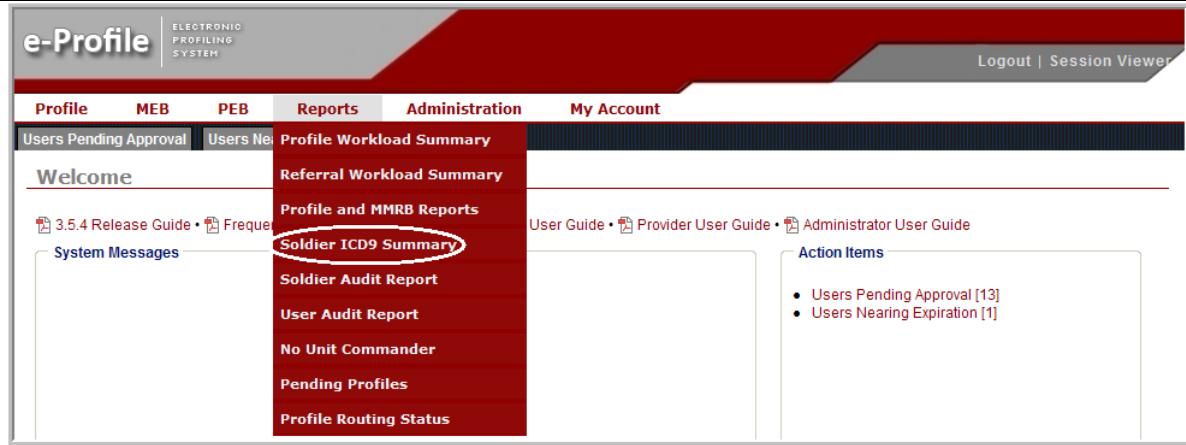 e-Profile
ELECTRONIC
PROFILING
SYSTEM
Logout | Session Viewer
Profile MEB PEB Reports Administration My Account
Users Pending Approval Users Nea
Profile Workload Summary
Referral Workload Summary
Profile and MMRB Reports
Soldier ICD9 Summary
Soldier Audit Report
User Audit Report
No Unit Commander
Pending Profiles
Profile Routing Status
Welcome
3.5.4 Release Guide • Frequen User Guide • Provider User Guide • Administrator User Guide
System Messages
Action Items
• Users Pending Approval [13]
• Users Nearing Expiration [1]